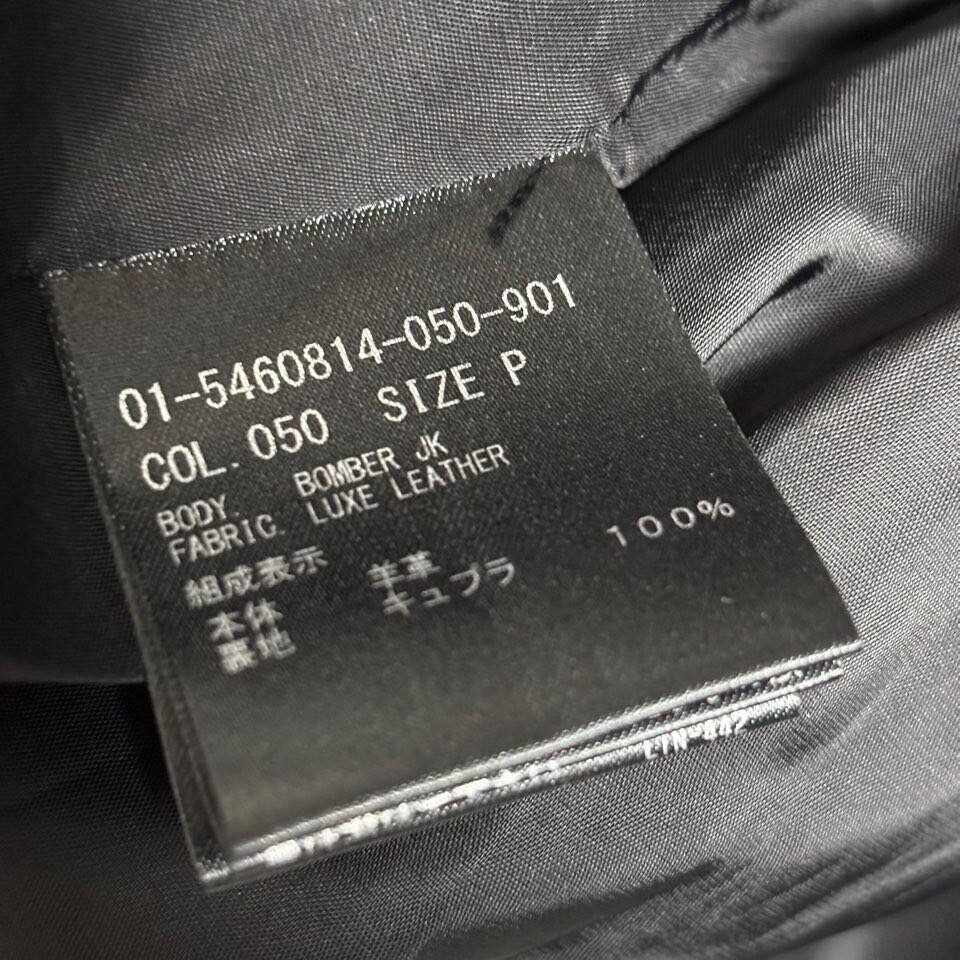 01-5460814-050-901
COL. 050 SIZE P
BODY. BOMBER JK
FABRIC. LUXE LEATHER
組成表示
本体 羊革
裏地 キュプラ 100%